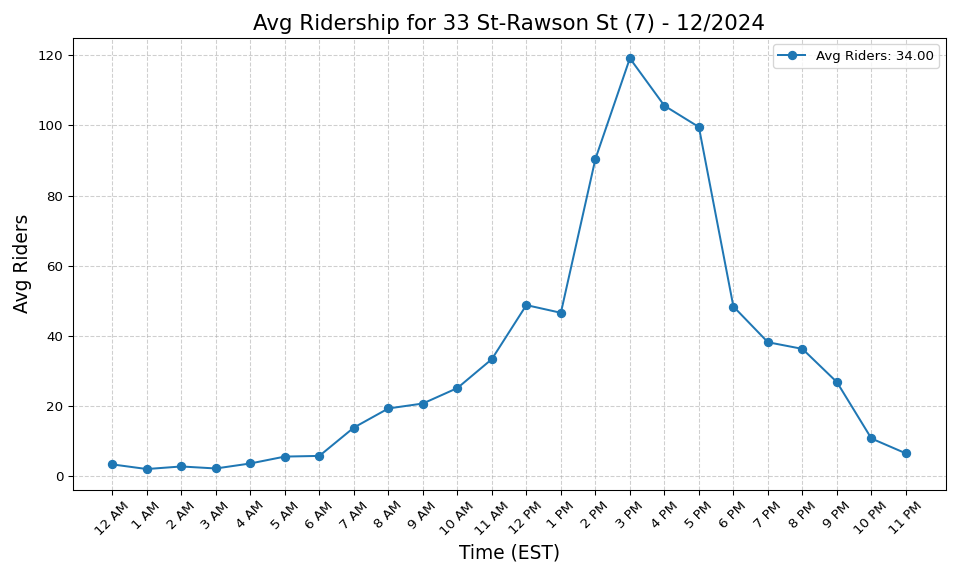 Avg Ridership for 33 St-Rawson St (7) - 12/2024
Avg Riders: 34.00
120
100
80
60
40
20
0
Avg Riders
12 AM
1 AM
2 AM
3 AM
4 AM
5 AM
6 AM
7 AM
8 AM
9 AM
10 AM
11 AM
12 PM
1 PM
2 PM
3 PM
4 PM
5 PM
6 PM
7 PM
8 PM
9 PM
10 PM
11 PM
Time (EST)